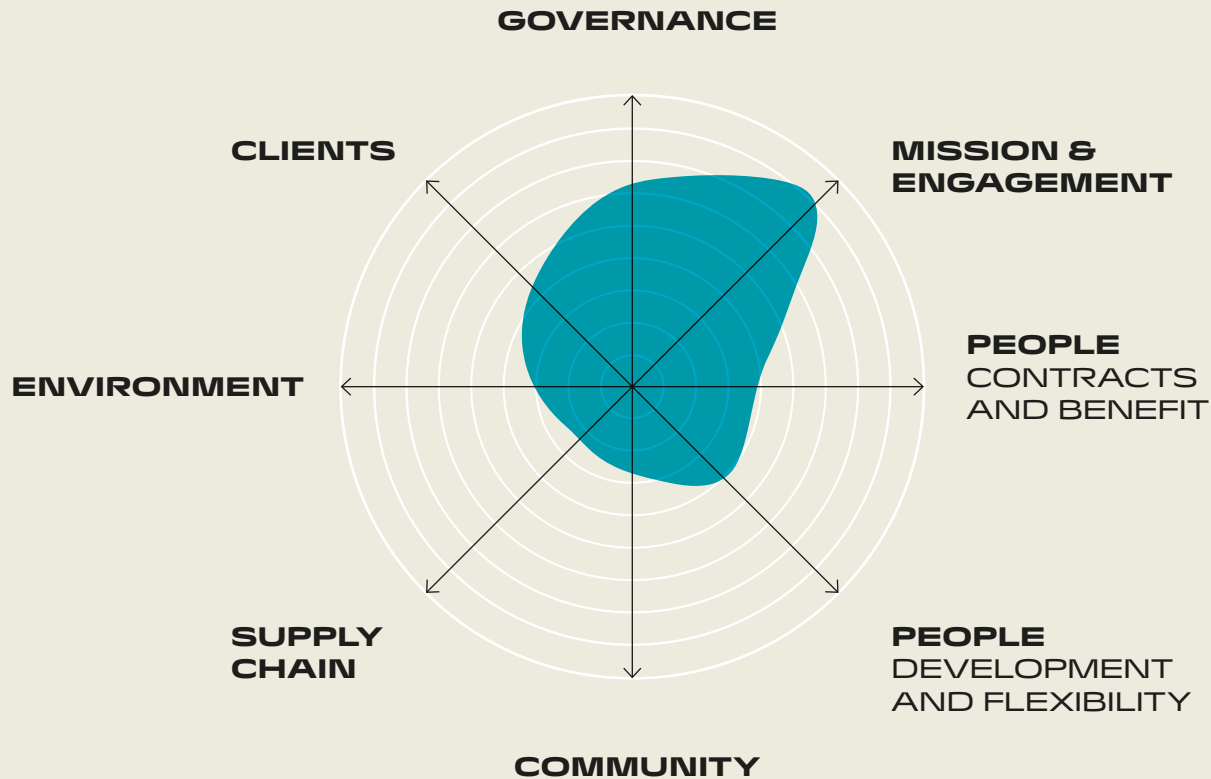 GOVERNANCE
CLIENTS
MISSION &
ENGAGEMENT
PEOPLE
CONTRACTS
AND BENEFIT
ENVIRONMENT
SUPPLY
CHAIN
PEOPLE
DEVELOPMENT
AND FLEXIBILITY
COMMUNITY